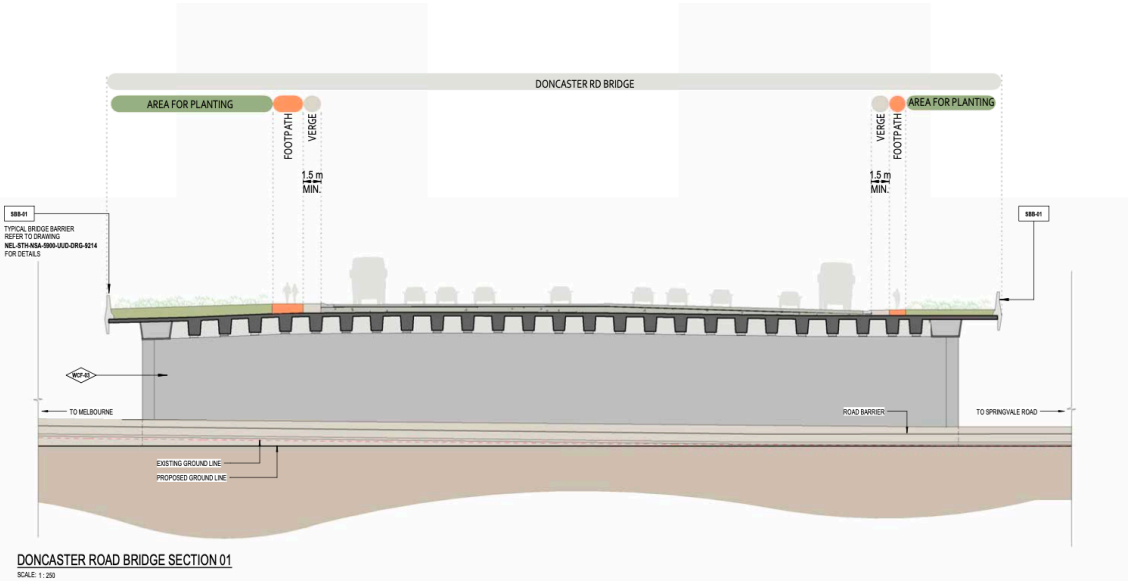 DONCASTER RD BRIDGE
AREA FOR PLANTING
FOOTPATH
VERGE
VERGE
FOOTPATH
AREA FOR PLANTING
1.5 m
MIN.
1.5 m
MIN.
SBB-01
TYPICAL BRIDGE BARRIER
REFER TO DRAWING
NEL-STH-NSA-5900-UUD-DRG-9214
FOR DETAILS
SBB-01
WCF-03
TO MELBOURNE
ROAD BARRIER
TO SPRINGVALE ROAD
EXISTING GROUND LINE
PROPOSED GROUND LINE
DONCASTER ROAD BRIDGE SECTION 01
SCALE: 1 : 250